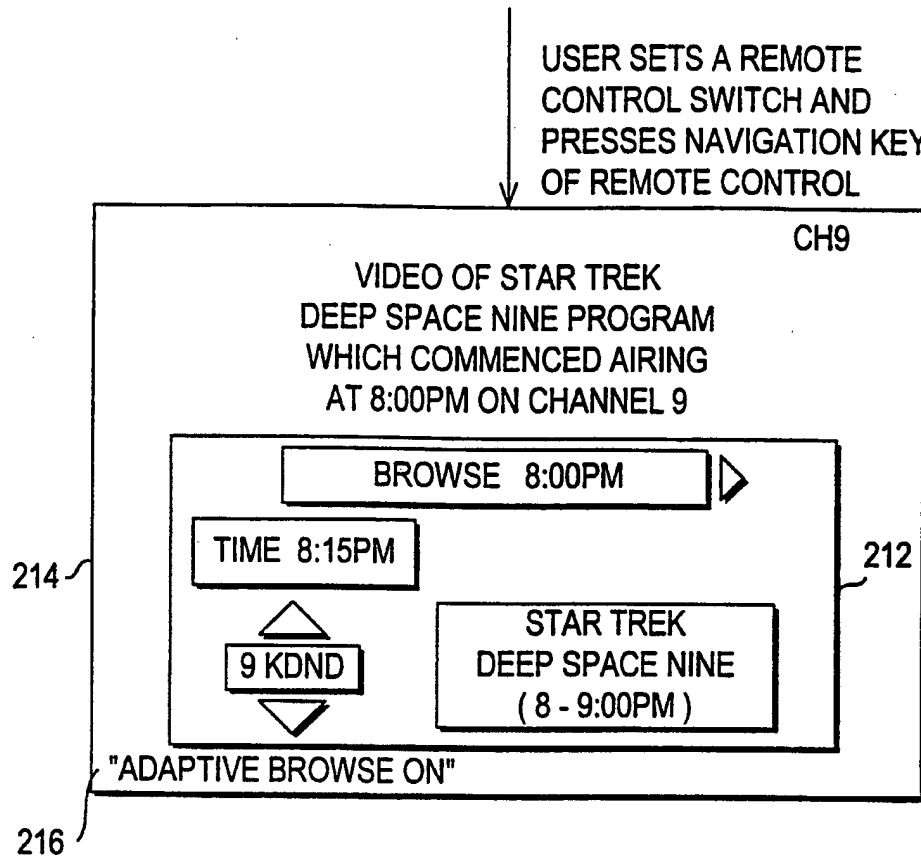 USER SETS A REMOTE
CONTROL SWITCH AND
PRESSES NAVIGATION KEY
OF REMOTE CONTROL
CH9
VIDEO OF STAR TREK
DEEP SPACE NINE PROGRAM
WHICH COMMENCED AIRING
AT 8:00PM ON CHANNEL 9
BROWSE 8:00PM
TIME 8:15PM
214
212
9 KDND
STAR TREK
DEEP SPACE NINE
( 8 - 9:00PM )
"ADAPTIVE BROWSE ON"
216